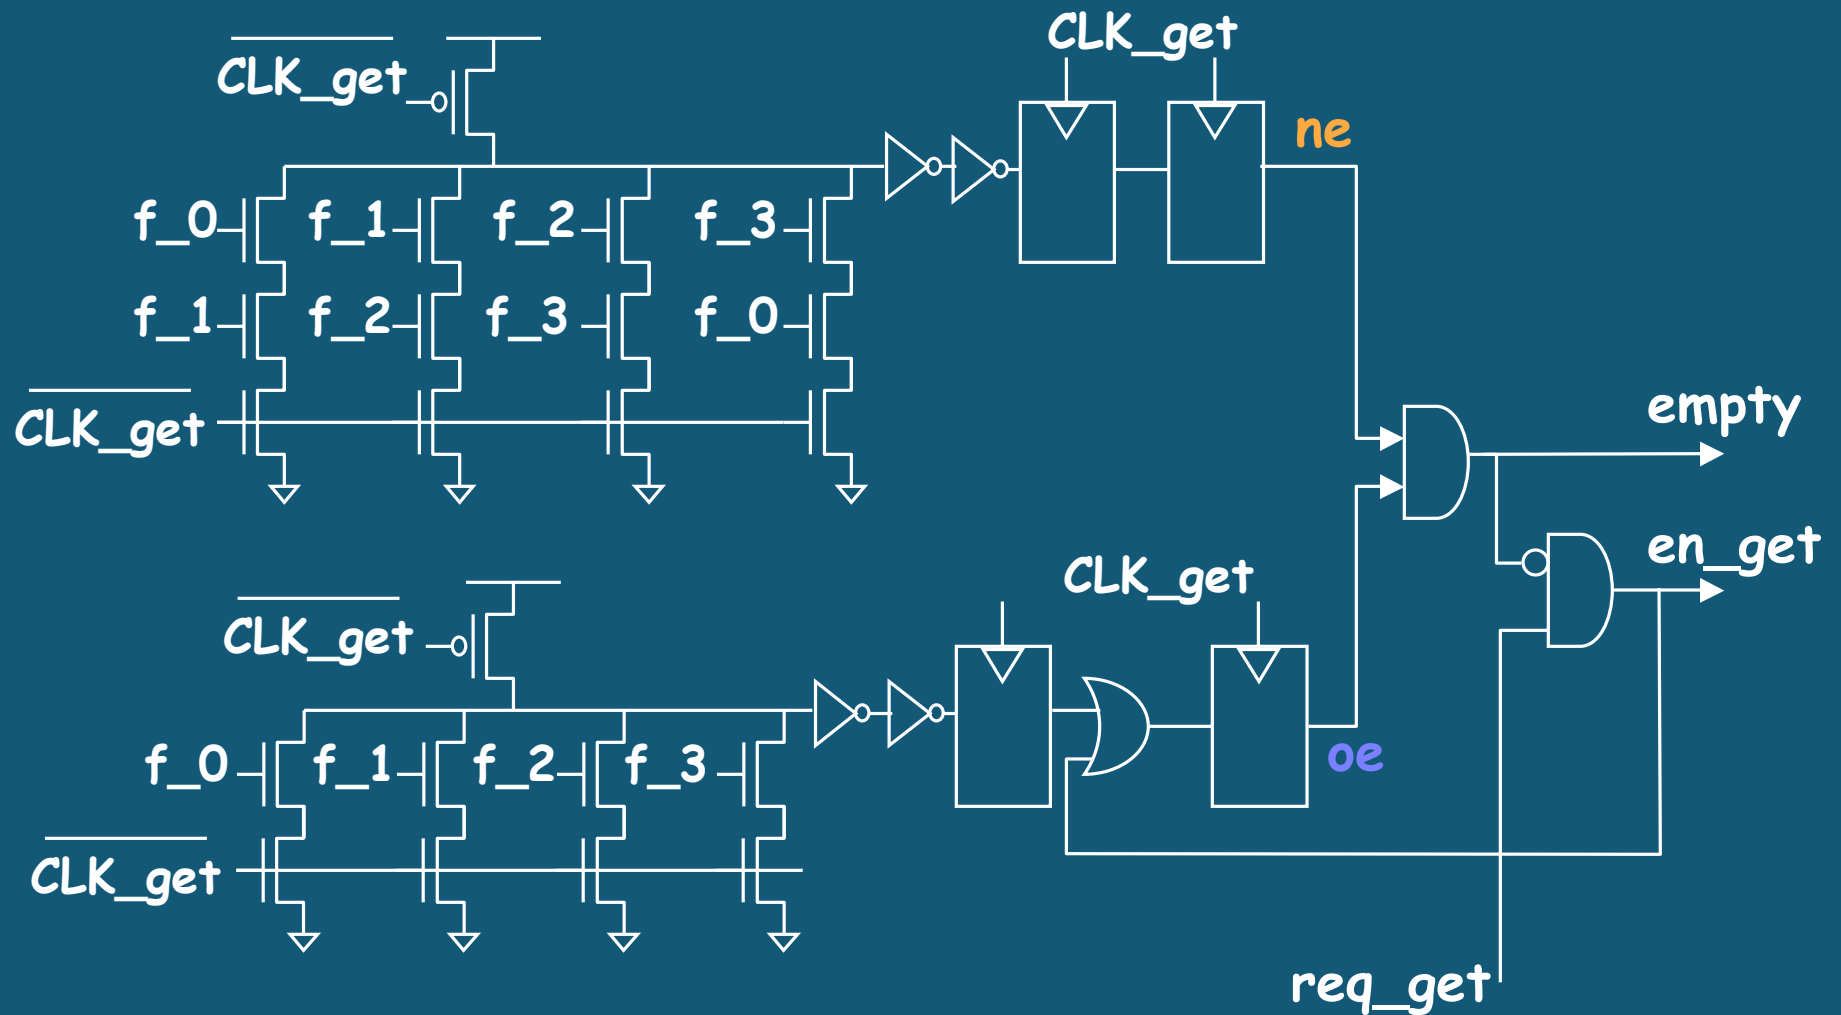 CLK_get
CLK_get
ne
f_0 f_1 f_2 f_3
f_1 f_2 f_3 f_0
CLK_get
empty
en_get
CLK_get
CLK_get
oe
f_0 f_1 f_2 f_3
CLK_get
req_get